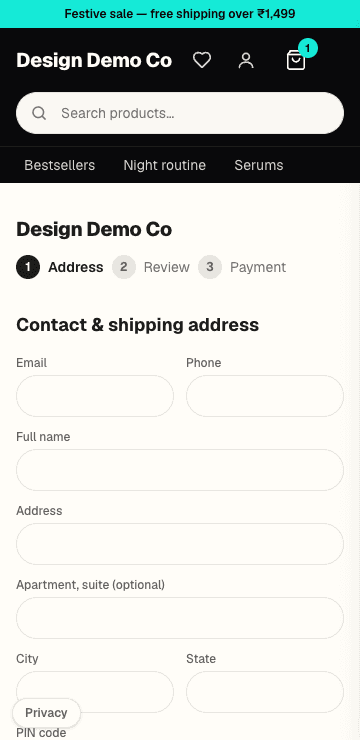 Festive sale — free shipping over ₹1,499
Design Demo Co
1
Search products...
Bestsellers Night routine Serums
Design Demo Co
1 Address 2 Review 3 Payment
Contact & shipping address
Email Phone
Full name
Address
Apartment, suite (optional)
City State
Privacy
PIN code